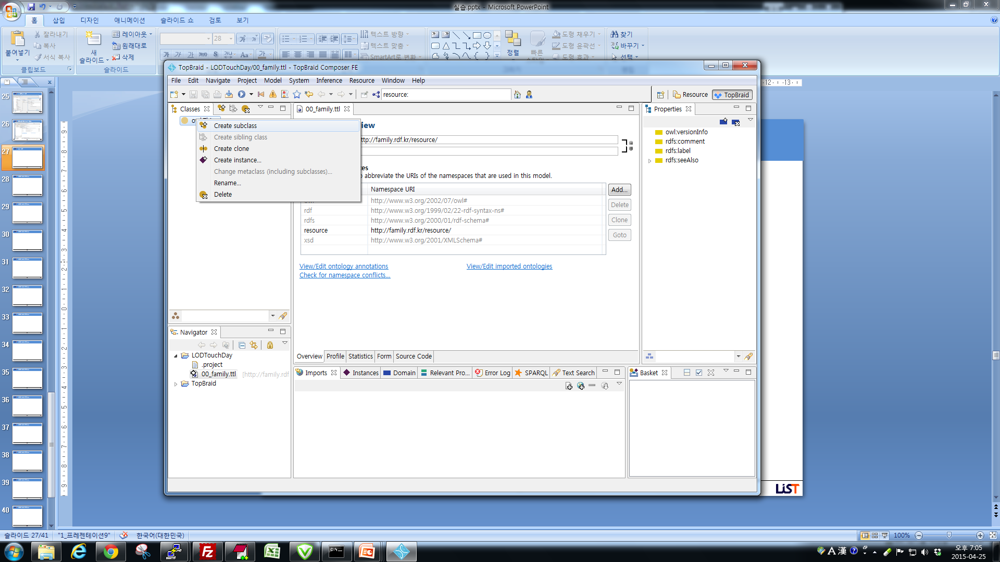 실습.pptx - Microsoft PowerPoint
홈 삽입 디자인 애니메이션 슬라이드 쇼 검토 보기
잘라내기
복사
서식 복사
붙여넣기
클립보드
새
슬라이드
레이아웃
원래대로
삭제
슬라이드
28
텍스트 방향
텍스트 맞춤
SmartArt로 변환
정렬
빠른
도형 채우기
도형 윤곽선
도형 효과
찾기
바꾸기
선택
TopBraid - LODTouchDay/00_family.ttl - TopBraid Composer FE
File Edit Navigate Project Model System Inference Resource Window Help
resource:
Resource
TopBraid
Classes
Create subclass
Create sibling class
Create clone
Create instance...
Change metaclass (including subclasses)...
Rename...
Delete
00_family.ttl
ttp://family.rdf.kr/resource/
abbreviate the URIs of the namespaces that are used in this model.
Namespace URI
http://www.w3.org/2002/07/owl#
rdf http://www.w3.org/1999/02/22-rdf-syntax-ns#
rdfs http://www.w3.org/2000/01/rdf-schema#
resource http://family.rdf.kr/resource/
xsd http://www.w3.org/2001/XMLSchema#
Add...
Delete
Clone
Goto
View/Edit ontology annotations
View/Edit imported ontologies
Check for namespace conflicts...
Overview Profile Statistics Form Source Code
Properties
owl:versionInfo
rdfs:comment
rdfs:label
rdfs:seeAlso
Navigator
LODTouchDay
.project
00_family.ttl [http://family.rdf
TopBraid
Imports Instances Domain Relevant Pro... Error Log SPARQL Text Search
Basket
25
26
27
28
29
30
31
32
33
34
35
36
37
38
39
40
LiST
슬라이드 27/41 "1_프레젠테이션9" 한국어(대한민국)
100%
A 漢
오후 7:05
2015-04-25